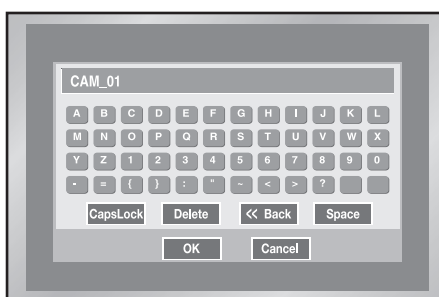 CAM_01
A B C D E F G H I J K L
M N O P Q R S T U V W X
Y Z 1 2 3 4 5 6 7 8 9 0
- = { } : " ~ < > ?
CapsLock Delete << Back Space
OK Cancel